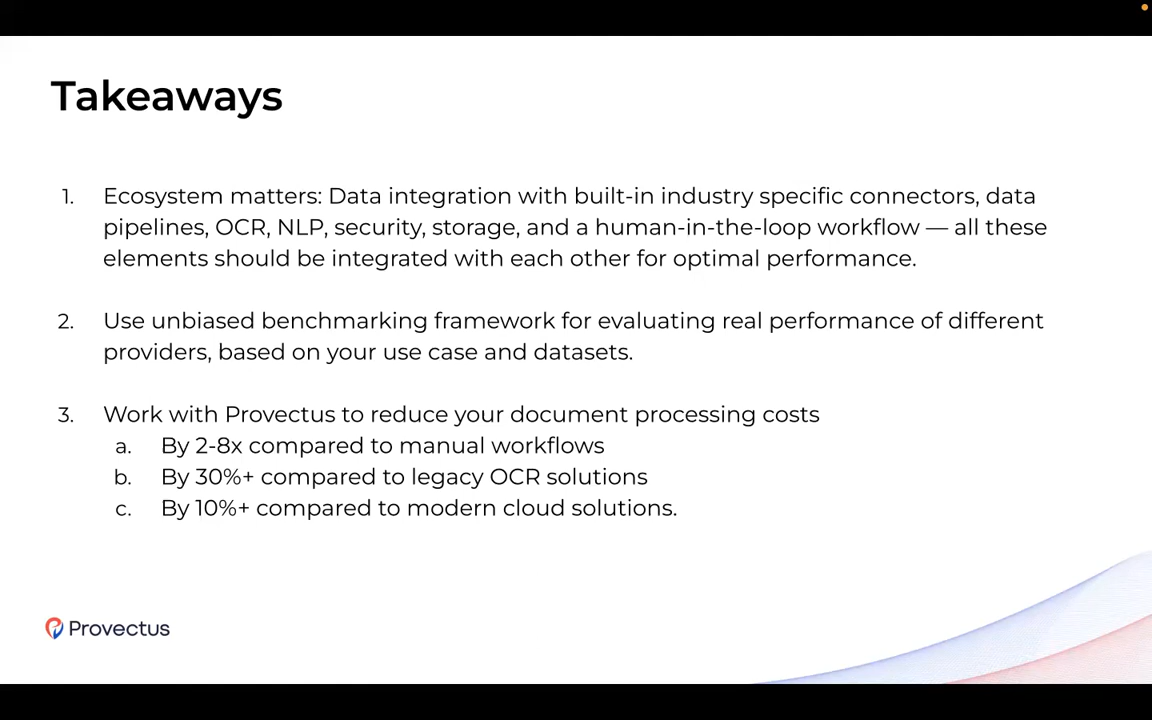 Takeaways
1. Ecosystem matters: Data integration with built-in industry specific connectors, data
pipelines, OCR, NLP, security, storage, and a human-in-the-loop workflow — all these
elements should be integrated with each other for optimal performance.
2. Use unbiased benchmarking framework for evaluating real performance of different
providers, based on your use case and datasets.
3. Work with Provectus to reduce your document processing costs
a. By 2-8x compared to manual workflows
b. By 30%+ compared to legacy OCR solutions
c. By 10%+ compared to modern cloud solutions.
Provectus